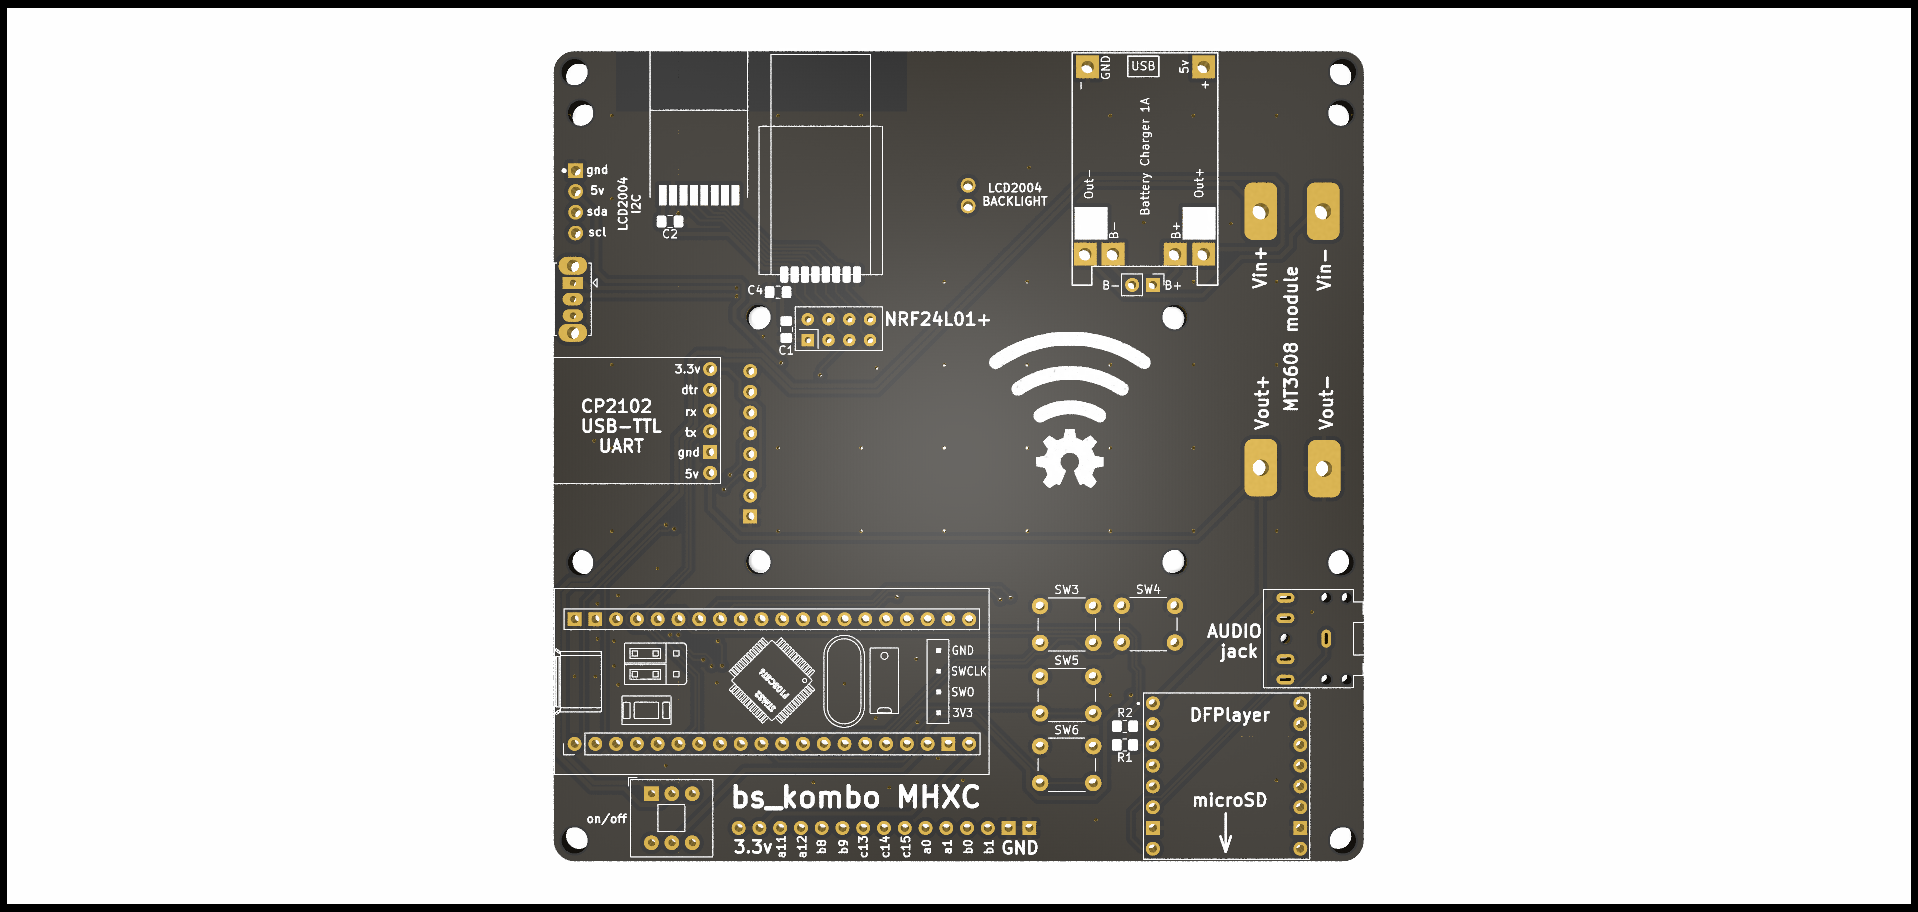 GND
USB
5v
-
+
Battery Charger 1A
Out-
Out+
B-
B+
B-
B+
gnd
5v
sda
scl
LCD2004
I2C
C2
LCD2004
BACKLIGHT
Vin+
Vin-
MT3608 module
Vout+
Vout-
C4
C1
NRF24L01+
3.3v
dtr
rx
tx
gnd
5v
CP2102
USB-TTL
UART
SW3
SW4
SW5
SW6
AUDIO
jack
GND
SWCLK
SWO
3V3
STM32
R2
R1
DFPlayer
microSD
bs_kombo MHXC
on/off
3.3v a11 a12 b8 b9 c13 c14 c15 a0 a1 b0 b1 GND